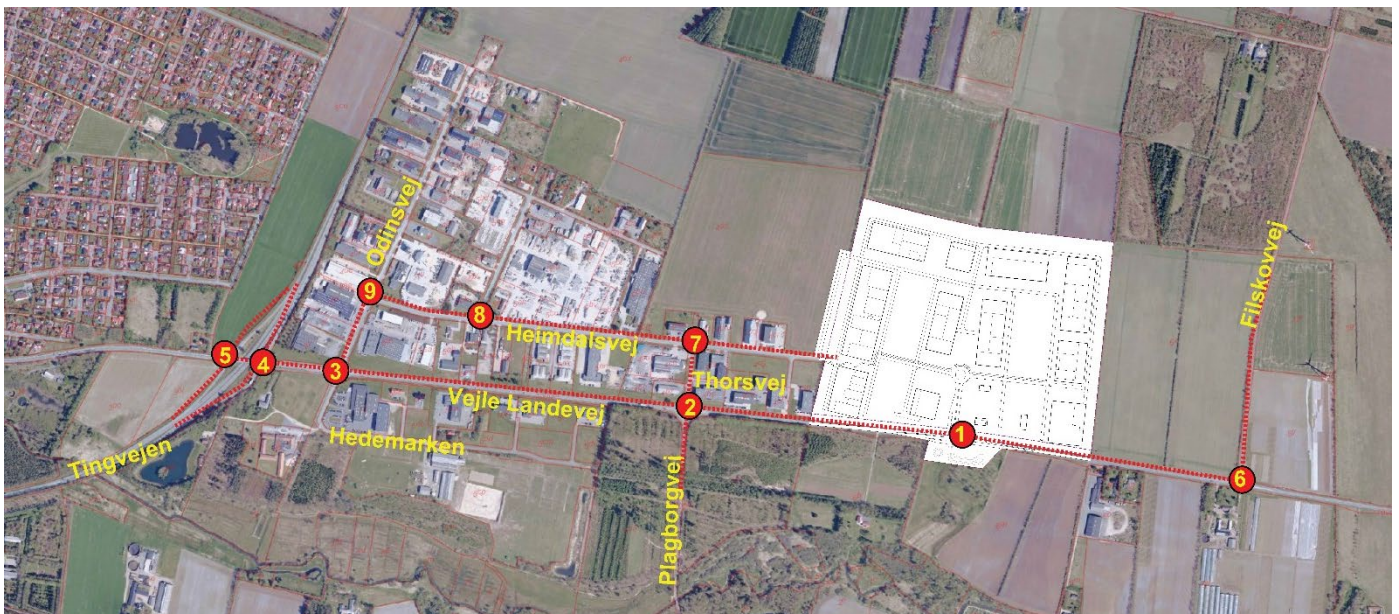 Odinsvej
Filskovvej
9
8
Heimdalsvej
7
5
4
3
Thorsvej
Vejle Landevej
2
1
Hedemarken
Tingvejen
Plagborgvej
6